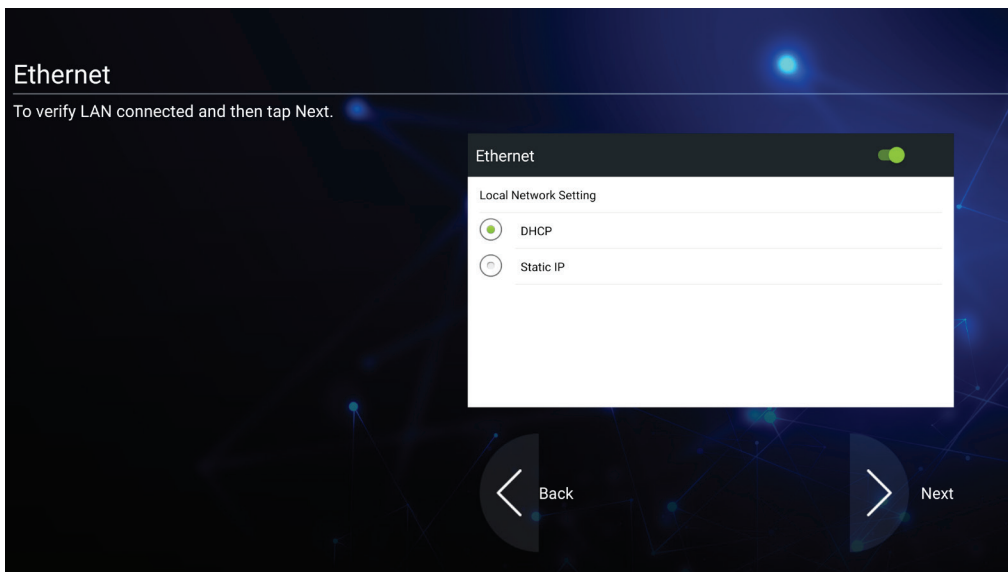 Ethernet
To verify LAN connected and then tap Next.
Ethernet
Local Network Setting
DHCP
Static IP
Back
Next